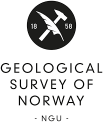 18 58
GEOLOGICAL
SURVEY OF
NORWAY
- NGU -